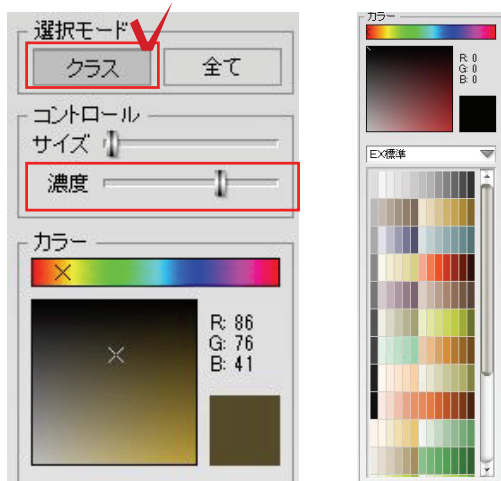 選択モード
クラス
全て
コントロール
サイズ
濃度
カラー
R: 86
G: 76
B: 41
カラー
R: 0
G: 0
B: 0
EX標準